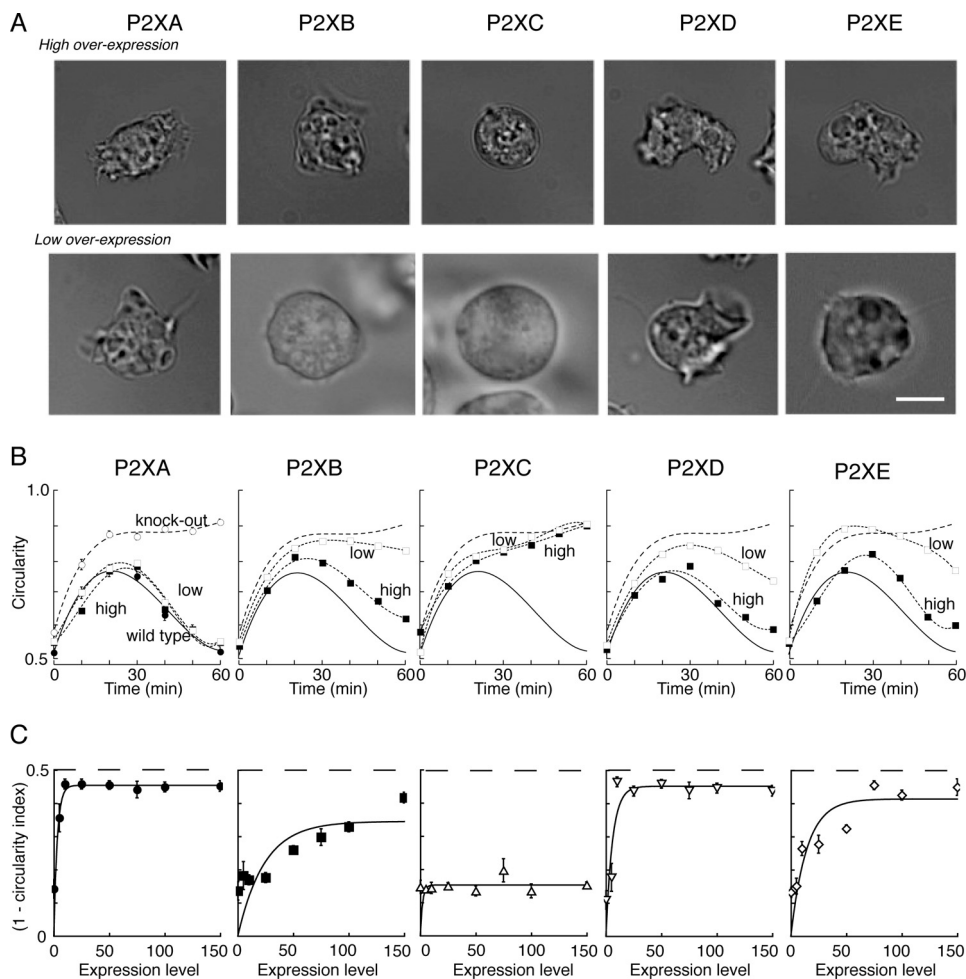 A
P2XA P2XB P2XC P2XD P2XE
High over-expression
Low over-expression
B
P2XA P2XB P2XC P2XD P2XE
1.0
0.5
Circularity
knock-out
low
high
wild type
low
high
low
high
low
high
low
high
0 30 60 0 30 60 0 30 60 0 30 60 0 30 60
Time (min) Time (min) Time (min) Time (min) Time (min)
C
0.5
0
(1 - circularity index)
0 50 100 150 0 50 100 150 0 50 100 150 0 50 100 150 0 50 100 150
Expression level Expression level Expression level Expression level Expression level